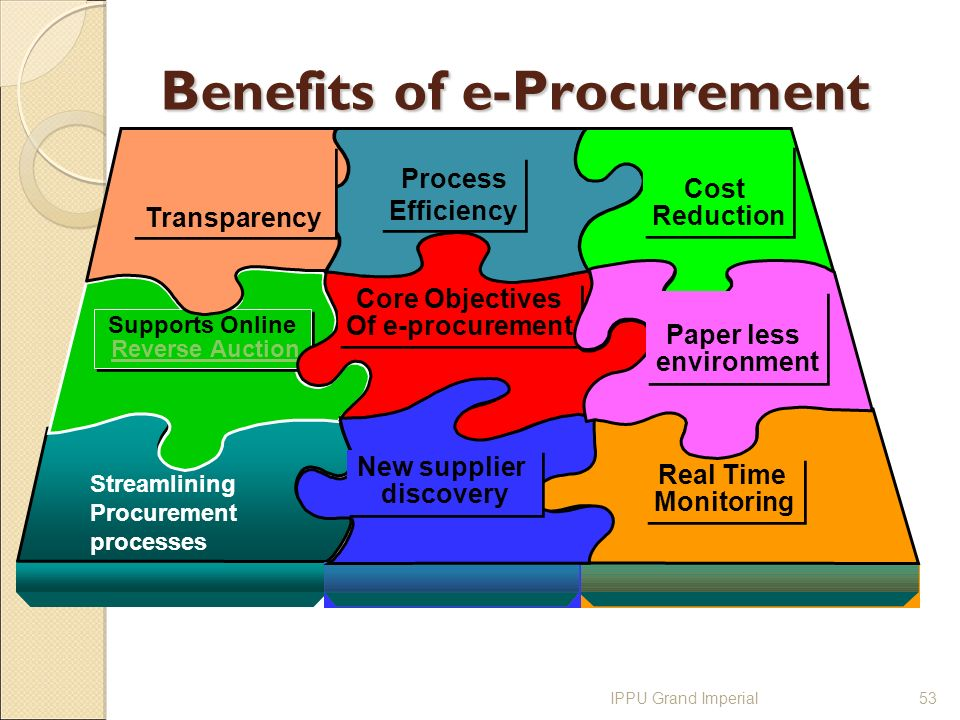 Benefits of e-Procurement
Transparency
Process
Efficiency
Cost
Reduction
Supports Online
Reverse Auction
Core Objectives
Of e-procurement
Paper less
environment
Streamlining
Procurement
processes
New supplier
discovery
Real Time
Monitoring
IPPU Grand Imperial
53